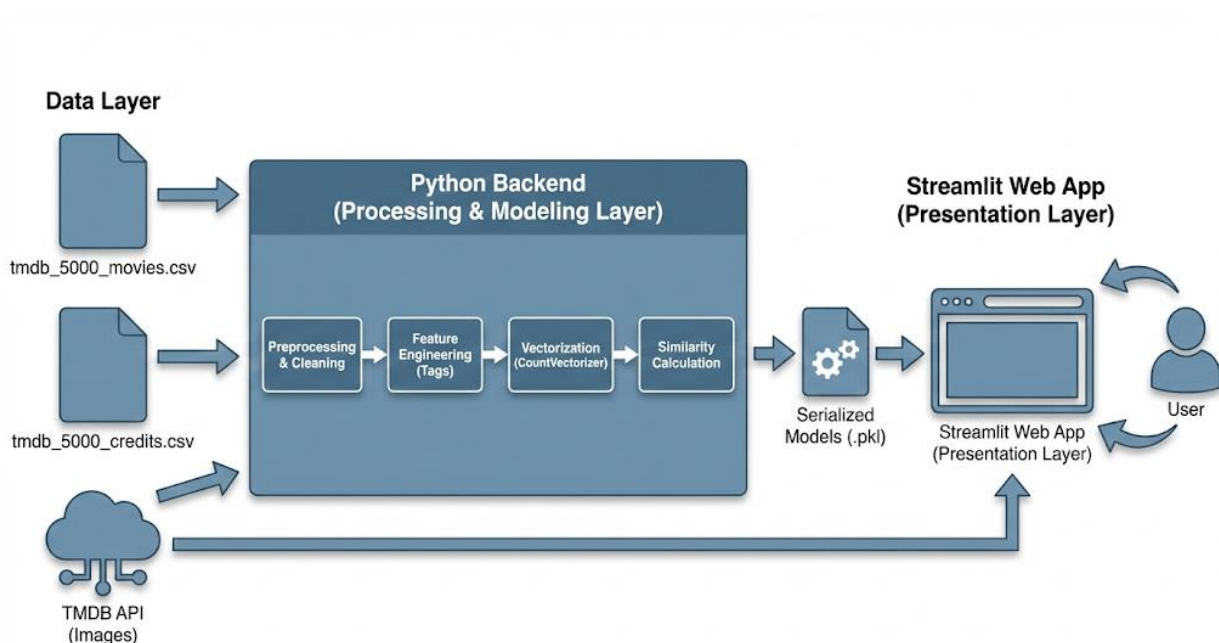 Data Layer
tmdb_5000_movies.csv
tmdb_5000_credits.csv
TMDB API
(Images)
Python Backend
(Processing & Modeling Layer)
Preprocessing
& Cleaning
Feature
Engineering
(Tags)
Vectorization
(CountVectorizer)
Similarity
Calculation
Serialized
Models (.pkl)
Streamlit Web App
(Presentation Layer)
Streamlit Web App
(Presentation Layer)
User